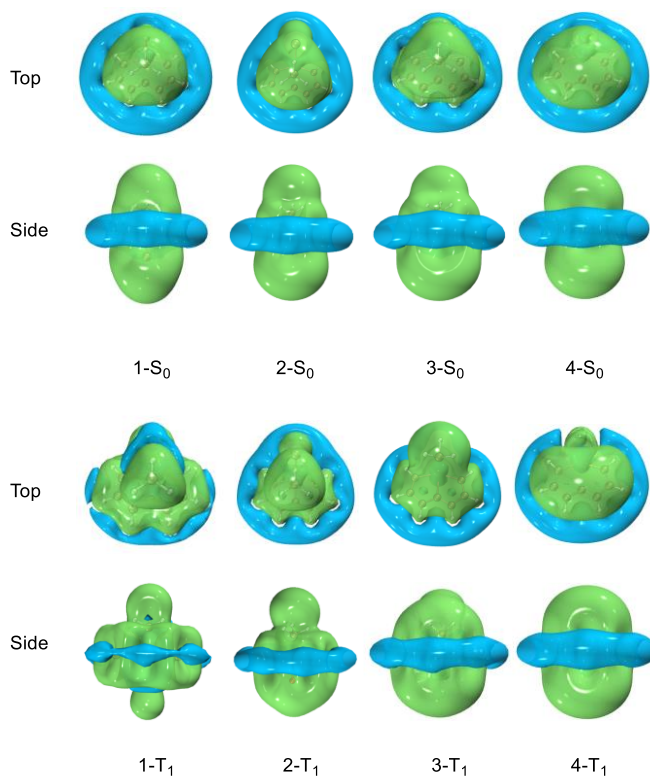 Top
Side
1-S₀ 2-S₀ 3-S₀ 4-S₀
Top
Side
1-T₁ 2-T₁ 3-T₁ 4-T₁